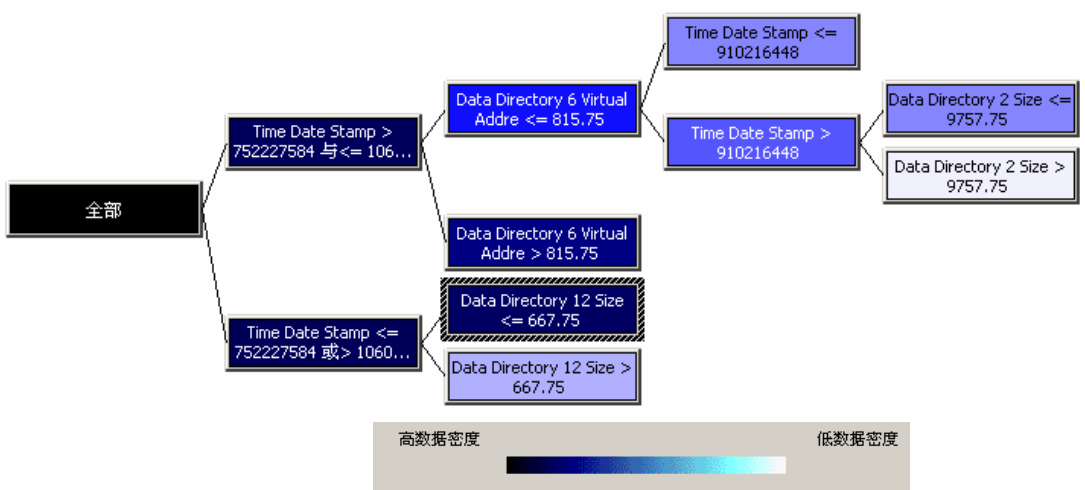 全部
Time Date Stamp >
752227584 与<= 106...
Time Date Stamp <=
752227584 或> 1060...
Data Directory 6 Virtual
Addre <= 815.75
Data Directory 6 Virtual
Addre > 815.75
Data Directory 12 Size
<= 667.75
Data Directory 12 Size >
667.75
Time Date Stamp <=
910216448
Time Date Stamp >
910216448
Data Directory 2 Size <=
9757.75
Data Directory 2 Size >
9757.75
高数据密度
低数据密度